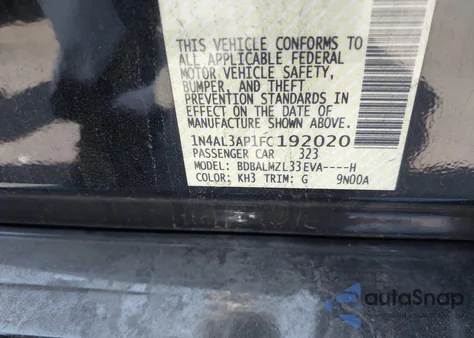 THIS VEHICLE CONFORMS TO
ALL APPLICABLE FEDERAL
MOTOR VEHICLE SAFETY,
BUMPER, AND THEFT
PREVENTION STANDARDS IN
EFFECT ON THE DATE OF
MANUFACTURE SHOWN ABOVE.
1N4AL3AP1FC192020
PASSENGER CAR 323
MODEL: BDBALMZL33EVA----H
COLOR: KH3 TRIM: G 9N00A
autaSnap